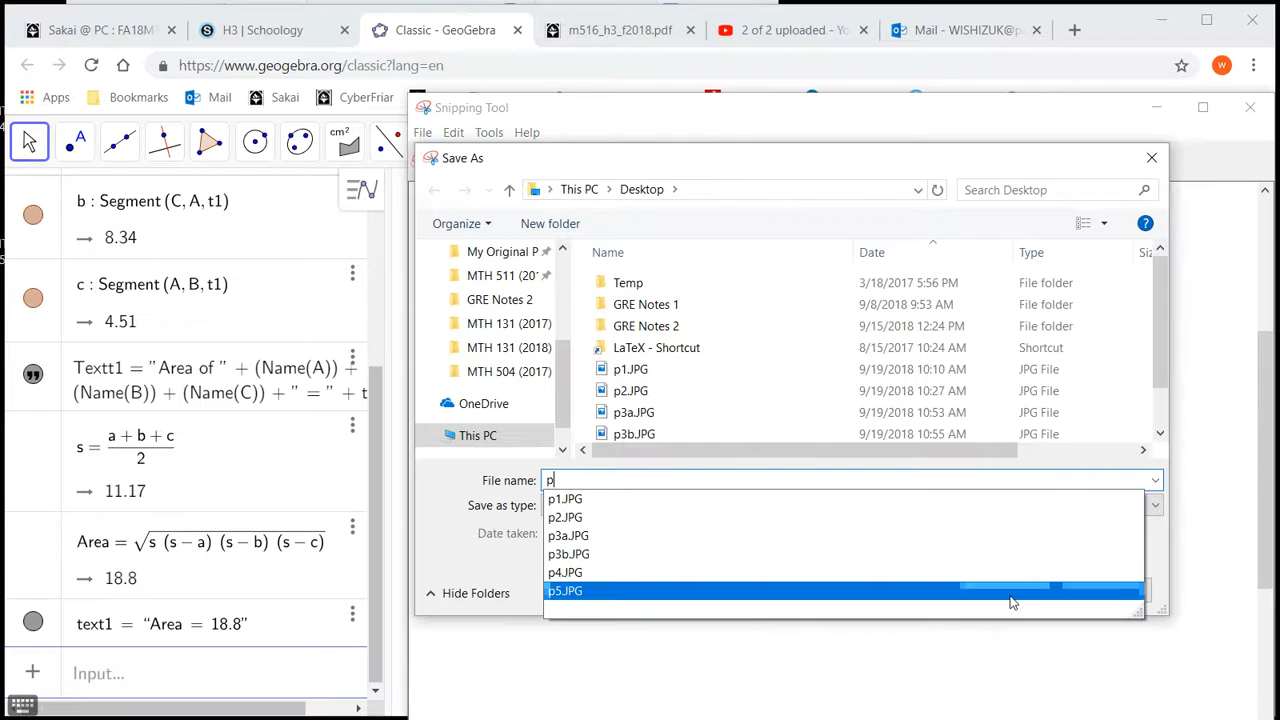 Sakai @ PC : FA18M
H3 | Schoology
Classic - GeoGebra
m516_h3_f2018.pdf
2 of 2 uploaded - Yo
Mail - WISHIZUK@p
https://www.geogebra.org/classic?lang=en
W
Apps
Bookmarks
Mail
Sakai
CyberFriar
Snipping Tool
File Edit Tools Help
A
cm²
Save As
This PC > Desktop >
Search Desktop
Organize
New folder
My Original P
MTH 511 (20'
GRE Notes 2
MTH 131 (2017)
MTH 131 (2018)
MTH 504 (2017)
OneDrive
This PC
Name Date Type Siz
Temp 3/18/2017 5:56 PM File folder
GRE Notes 1 9/8/2018 9:53 AM File folder
GRE Notes 2 9/15/2018 12:24 PM File folder
LaTeX - Shortcut 8/15/2017 10:24 AM Shortcut
p1.JPG 9/19/2018 10:10 AM JPG File
p2.JPG 9/19/2018 10:27 AM JPG File
p3a.JPG 9/19/2018 10:53 AM JPG File
p3b.JPG 9/19/2018 10:55 AM JPG File
File name: p
Save as type:
Date taken:
p1.JPG
p2.JPG
p3a.JPG
p3b.JPG
p4.JPG
p5.JPG
Hide Folders
b : Segment (C, A, t1)
→ 8.34
c : Segment (A, B, t1)
→ 4.51
Textt1 = "Area of " + (Name(A)) +
(Name(B)) + (Name(C)) + " = " + t
s = (a + b + c) / 2
→ 11.17
Area = √s (s − a) (s − b) (s − c)
→ 18.8
text1 = "Area = 18.8"
Input...